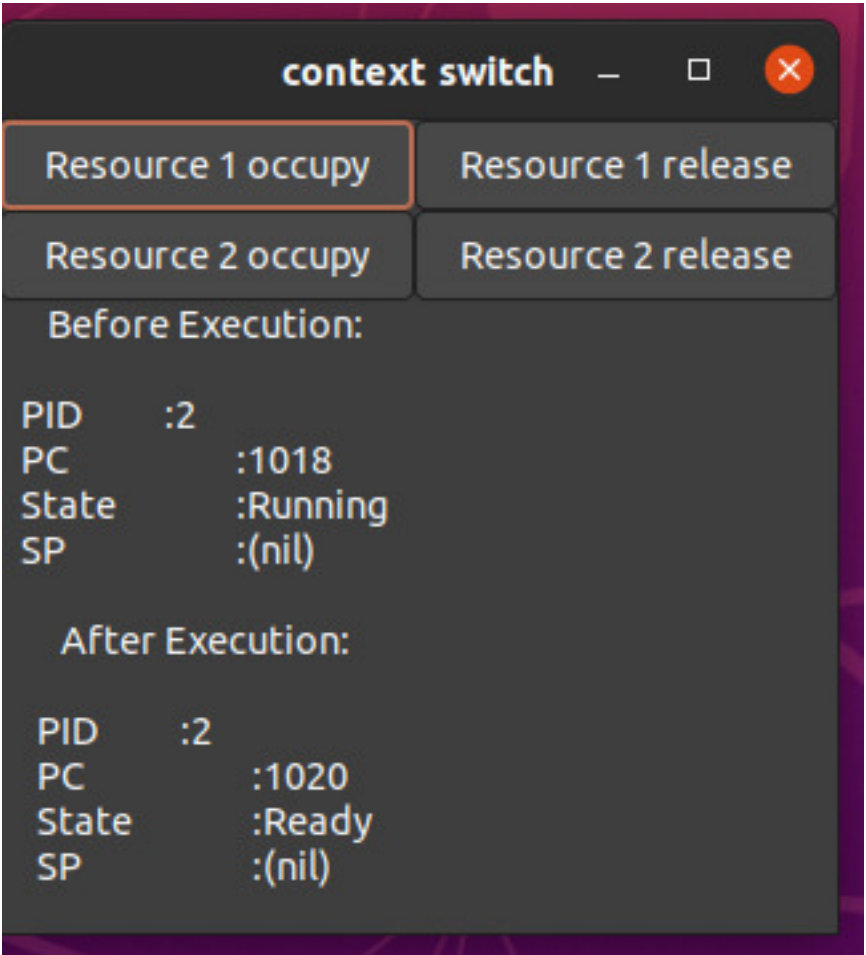 context switch
Resource 1 occupy Resource 1 release
Resource 2 occupy Resource 2 release
Before Execution:
PID :2
PC :1018
State :Running
SP :(nil)
After Execution:
PID :2
PC :1020
State :Ready
SP :(nil)